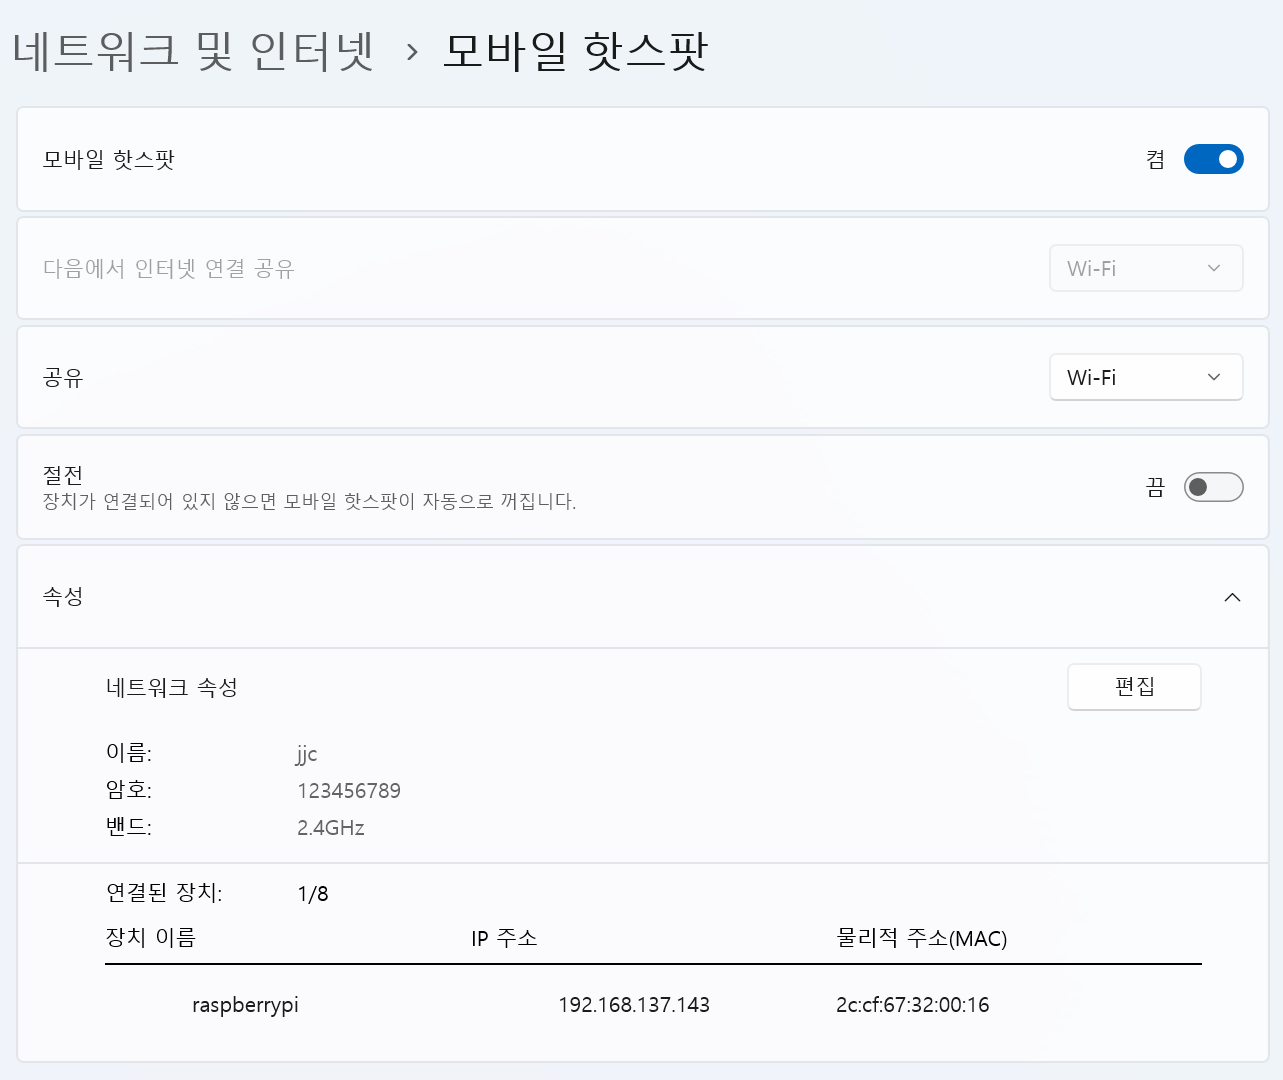 네트워크 및 인터넷 › 모바일 핫스팟
모바일 핫스팟 켬
다음에서 인터넷 연결 공유 Wi-Fi
공유 Wi-Fi
절전
장치가 연결되어 있지 않으면 모바일 핫스팟이 자동으로 꺼집니다.
끔
속성
네트워크 속성 편집
이름: jjc
암호: 123456789
밴드: 2.4GHz
연결된 장치: 1/8
장치 이름 IP 주소 물리적 주소(MAC)
raspberrypi 192.168.137.143 2c:cf:67:32:00:16